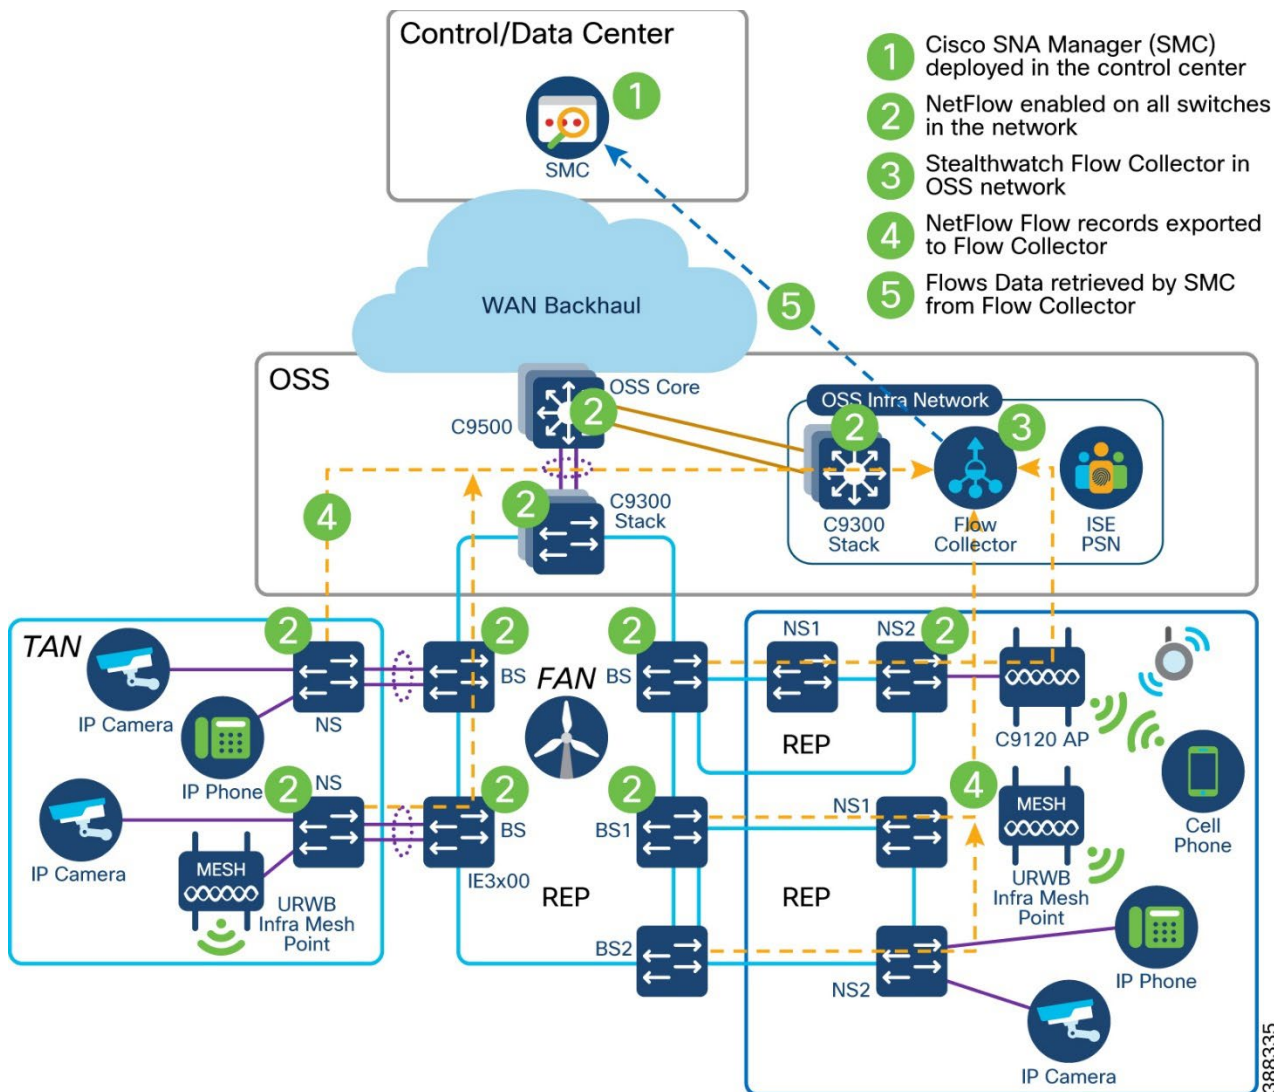 Control/Data Center
1
SMC
1 Cisco SNA Manager (SMC)
deployed in the control center
2 NetFlow enabled on all switches
in the network
3 Stealthwatch Flow Collector in
OSS network
4 NetFlow Flow records exported
to Flow Collector
5 Flows Data retrieved by SMC
from Flow Collector
WAN Backhaul
5
OSS
OSS Core
C9500
2
OSS Infra Network
2
3
C9300
Stack
Flow
Collector
ISE
PSN
4
2
C9300
Stack
TAN
IP Camera
2
NS
IP Phone
2
BS
FAN
2
BS
NS1
NS2
2
C9120 AP
REP
IP Camera
2
NS
MESH
URWB
Infra Mesh
Point
2
BS
IE3x00
REP
2
BS1
NS1
4
MESH
URWB
Infra Mesh
Point
Cell
Phone
REP
BS2
NS2
IP Phone
IP Camera
388335